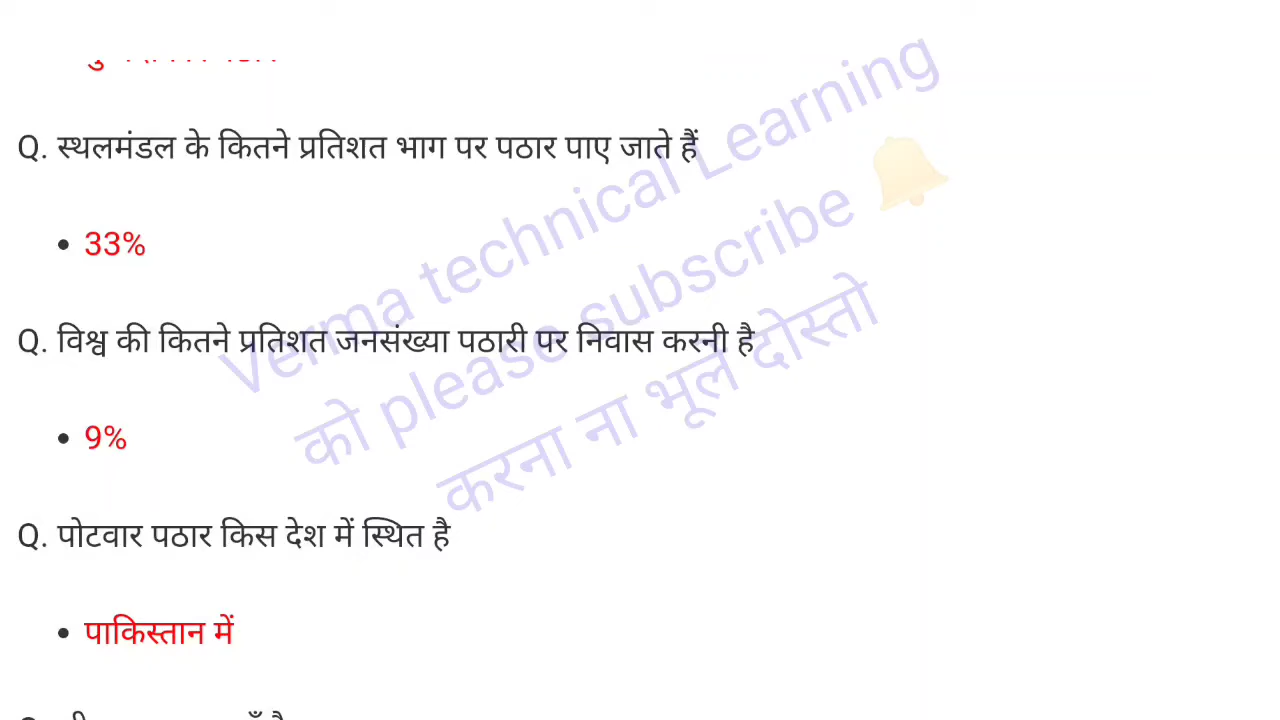 Q. स्थलमंडल के कितने प्रतिशत भाग पर पठार पाए जाते हैं
• 33%
Q. विश्व की कितने प्रतिशत जनसंख्या पठारी पर निवास करनी है
• 9%
Q. पोटवार पठार किस देश में स्थित है
• पाकिस्तान में
Verma technical Learning
को please subscribe
करना ना भूलें दोस्तो